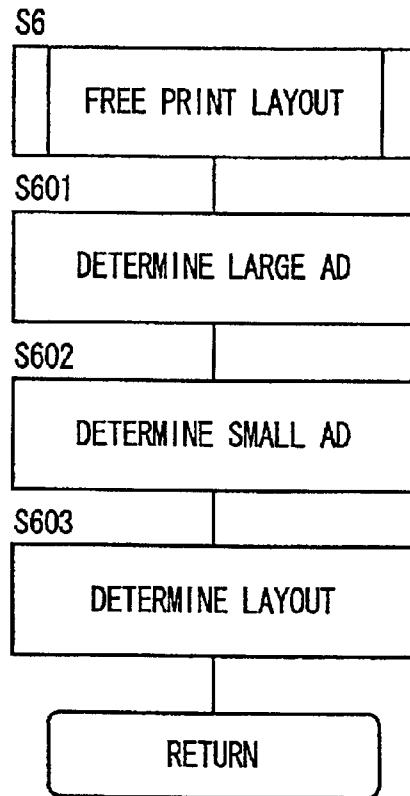 S6
FREE PRINT LAYOUT
S601
DETERMINE LARGE AD
S602
DETERMINE SMALL AD
S603
DETERMINE LAYOUT
RETURN